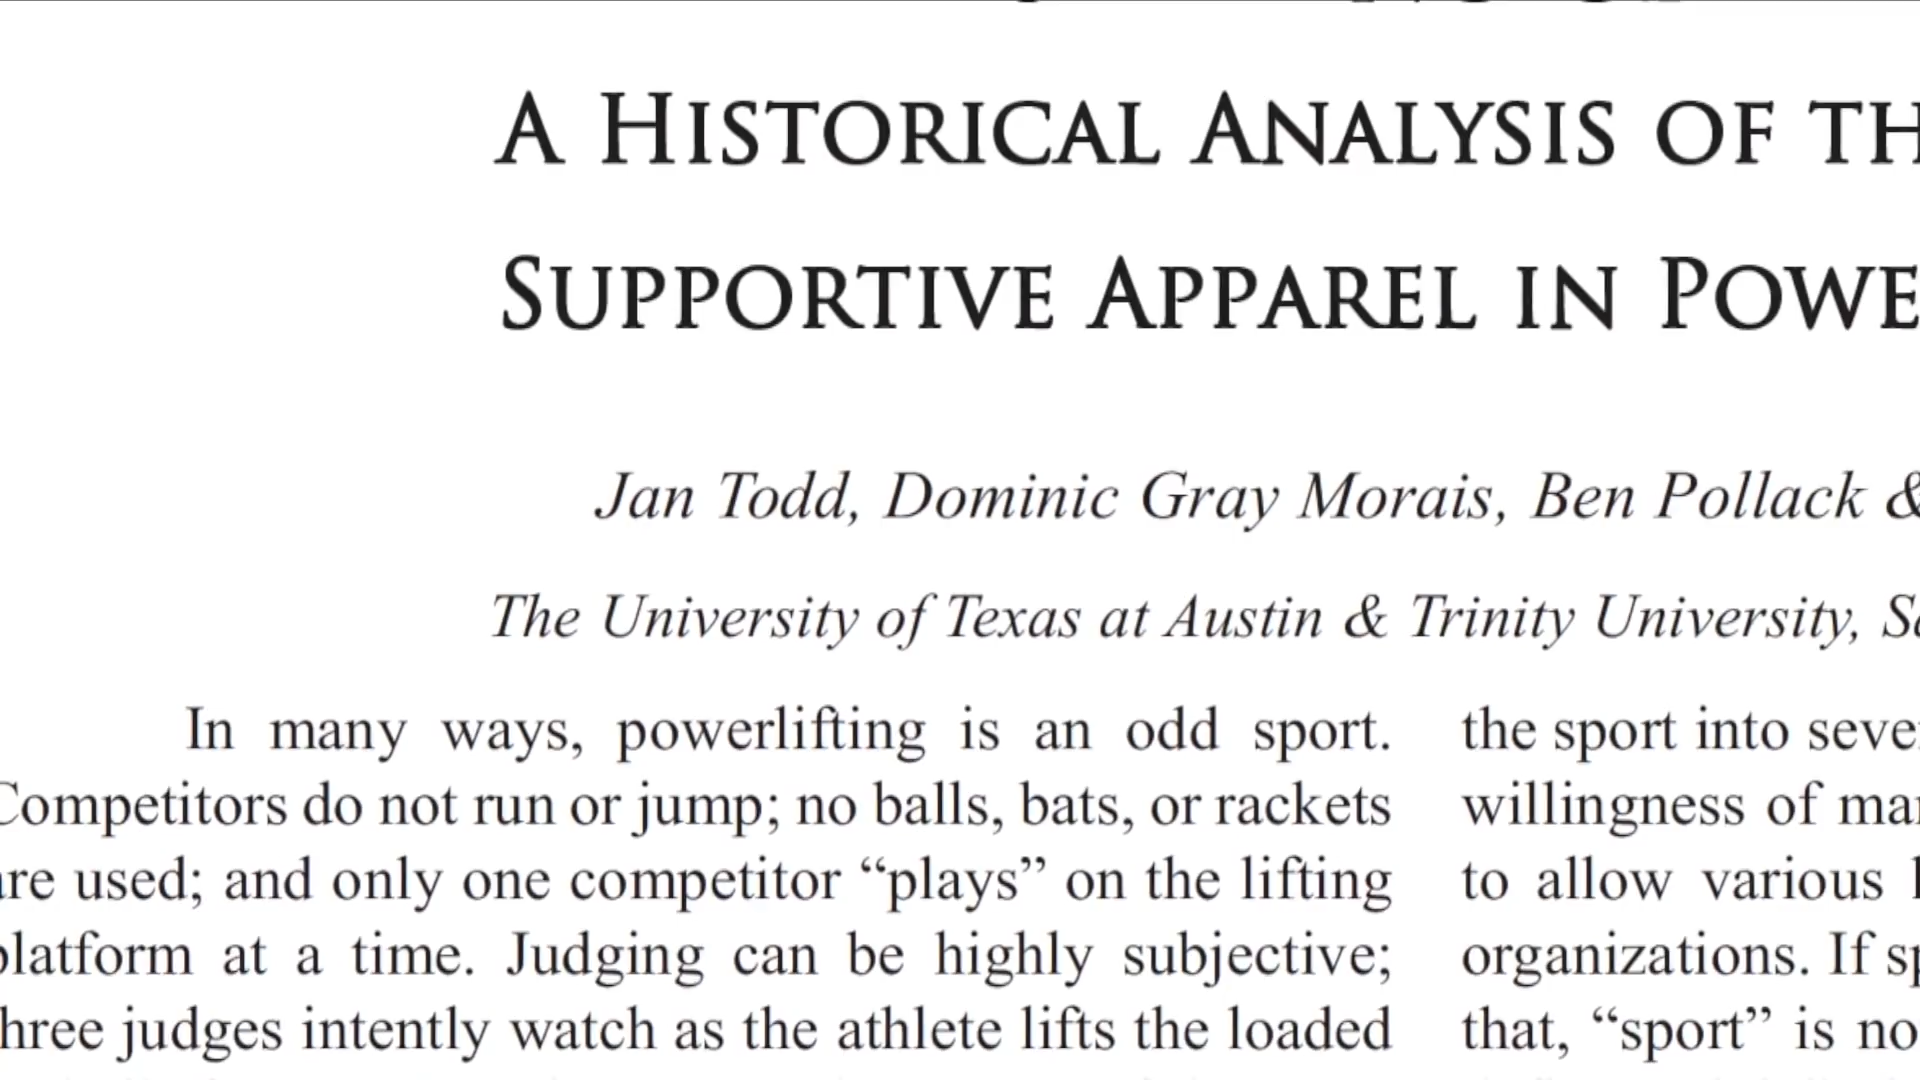 A Historical Analysis of th
Supportive Apparel in Powe
Jan Todd, Dominic Gray Morais, Ben Pollack &
The University of Texas at Austin & Trinity University, Sa
In many ways, powerlifting is an odd sport.
Competitors do not run or jump; no balls, bats, or rackets
are used; and only one competitor “plays” on the lifting
platform at a time. Judging can be highly subjective;
three judges intently watch as the athlete lifts the loaded
the sport into seve
willingness of ma
to allow various
organizations. If sp
that, “sport” is no